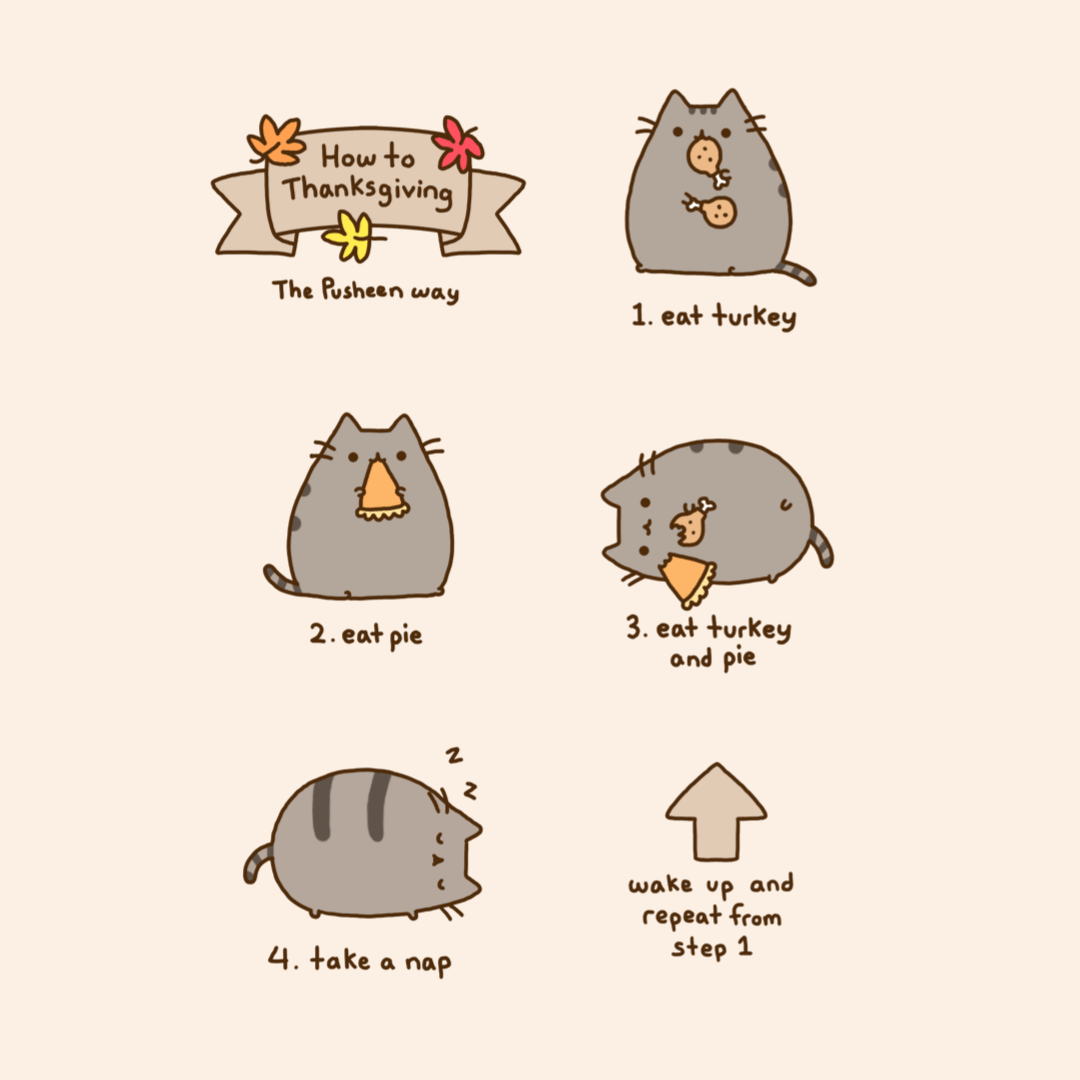 How to
Thanksgiving
The Pusheen way
1. eat turkey
2. eat pie
3. eat turkey
and pie
z
z
4. take a nap
wake up and
repeat from
step 1